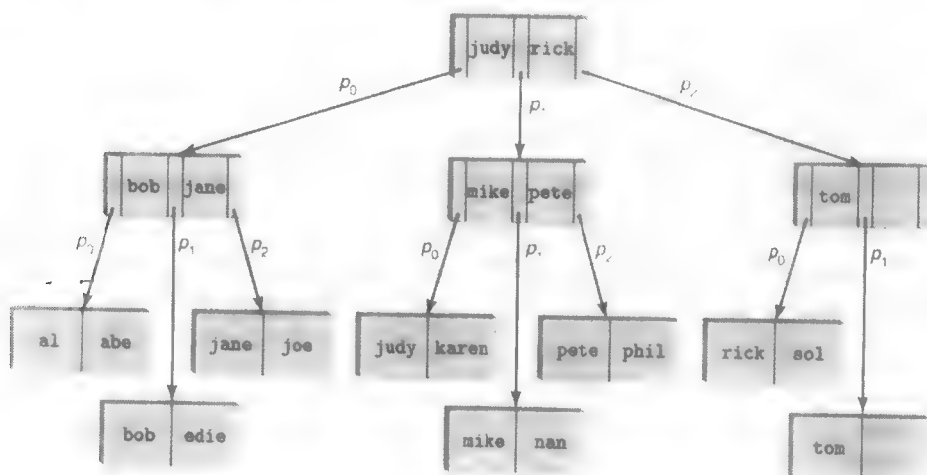 judy rick
p0 p p
bob jane mike pete tom
p p1 p2 p0 p p p0 p1
al abe jane joe judy karen pete phil rick sol
bob edie mike nan tom